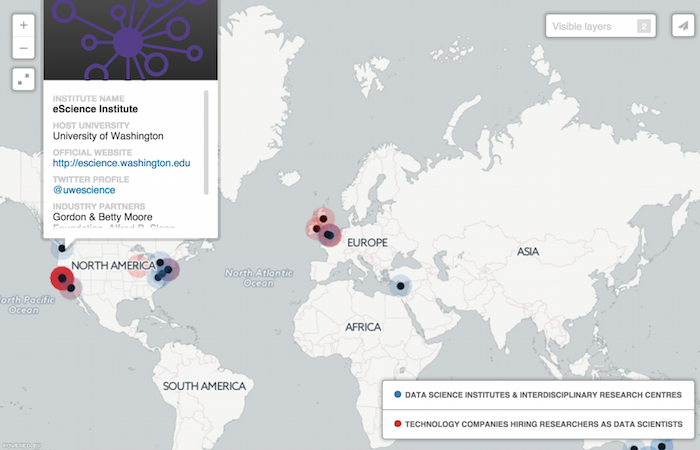 +
−
Visible layers 2
INSTITUTE NAME
eScience Institute
HOST UNIVERSITY
University of Washington
OFFICIAL WEBSITE
http://escience.washington.edu
TWITTER PROFILE
@uwescience
INDUSTRY PARTNERS
Gordon & Betty Moore
Foundation, Alfred P. Sloan
NORTH AMERICA
EUROPE
ASIA
North Atlantic
Ocean
North Pacific
Ocean
AFRICA
SOUTH AMERICA
DATA SCIENCE INSTITUTES & INTERDISCIPLINARY RESEARCH CENTRES
TECHNOLOGY COMPANIES HIRING RESEARCHERS AS DATA SCIENTISTS
POWERED BY